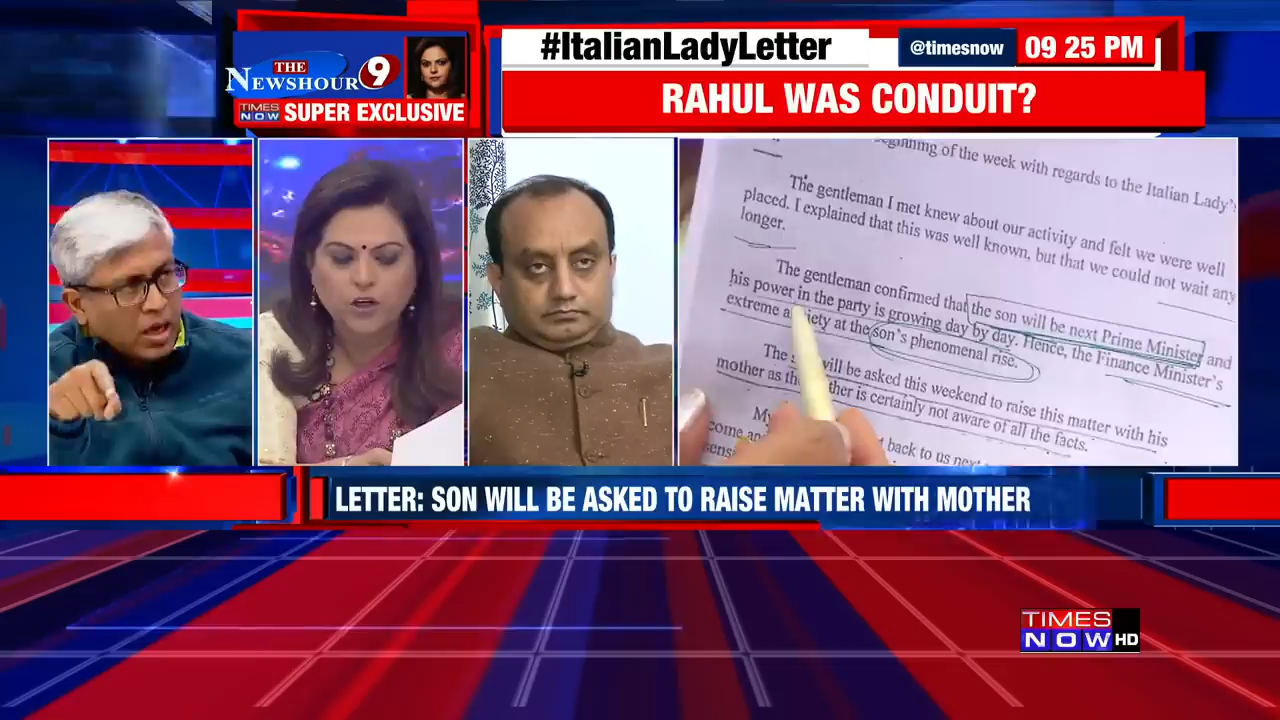 THE
NEWSHOUR 9
TIMES NOW SUPER EXCLUSIVE
#ItalianLadyLetter
@timesnow
09 25 PM
RAHUL WAS CONDUIT?
beginning of the week with regards to the Italian Lady's
The gentleman I met knew about our activity and felt we were well
placed. I explained that this was well known, but that we could not wait any
longer.
The gentleman confirmed that the son will be next Prime Minister and
his power in the party is growing day by day. Hence, the Finance Minister's
extreme at the son's phenomenal rise.
The will be asked this weekend to raise this matter with his
mother as the is certainly not aware of all the facts.
My
come and back to us next
LETTER: SON WILL BE ASKED TO RAISE MATTER WITH MOTHER
TIMES
NOW HD